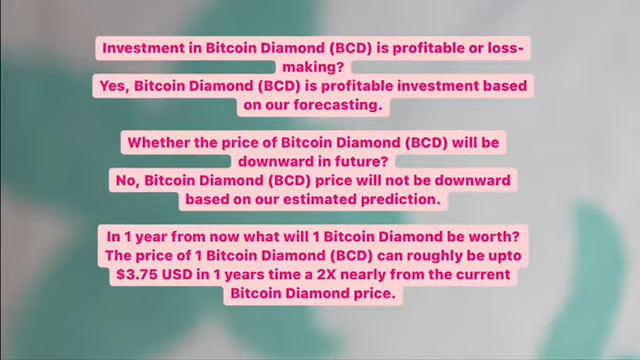 Investment in Bitcoin Diamond (BCD) is profitable or loss-
making?
Yes, Bitcoin Diamond (BCD) is profitable investment based
on our forecasting.
Whether the price of Bitcoin Diamond (BCD) will be
downward in future?
No, Bitcoin Diamond (BCD) price will not be downward
based on our estimated prediction.
In 1 year from now what will 1 Bitcoin Diamond be worth?
The price of 1 Bitcoin Diamond (BCD) can roughly be upto
$3.75 USD in 1 years time a 2X nearly from the current
Bitcoin Diamond price.